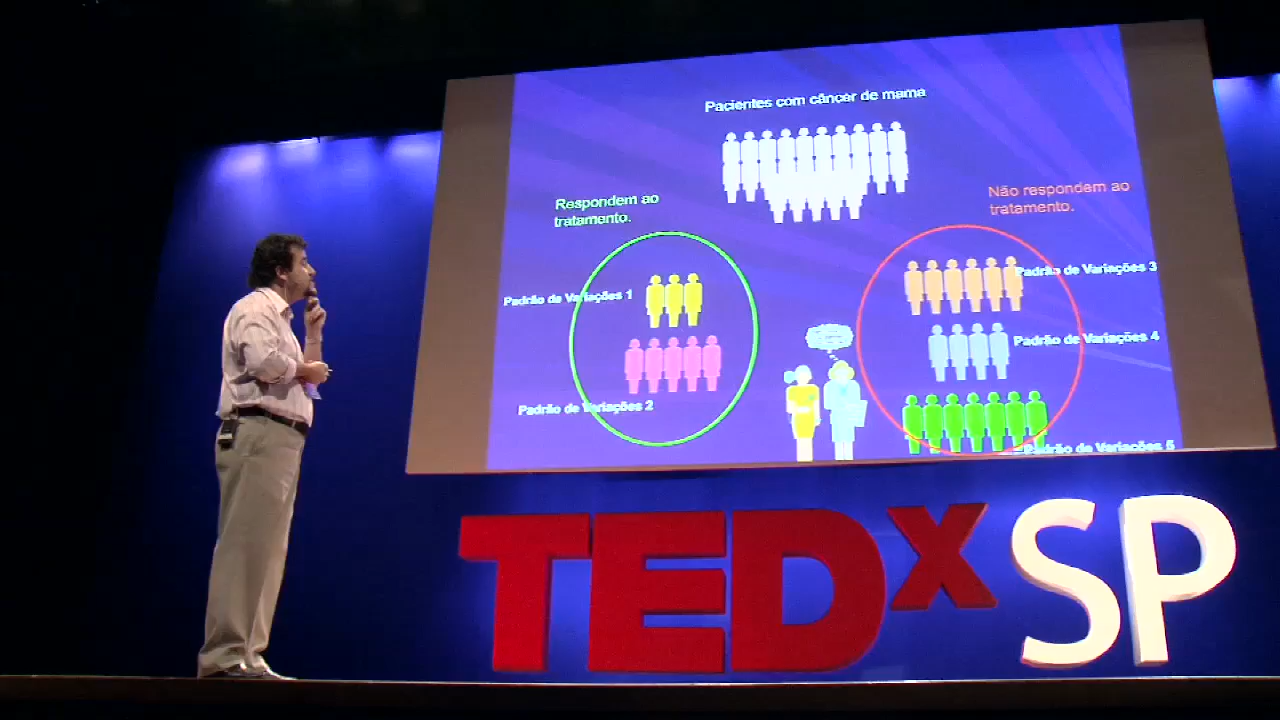 Pacientes com câncer de mama
Respondem ao
tratamento.
Não respondem ao
tratamento.
Padrão de Variações 1
Padrão de Variações 2
Padrão de Variações 3
Padrão de Variações 4
Padrão de Variações 5
TEDxSP